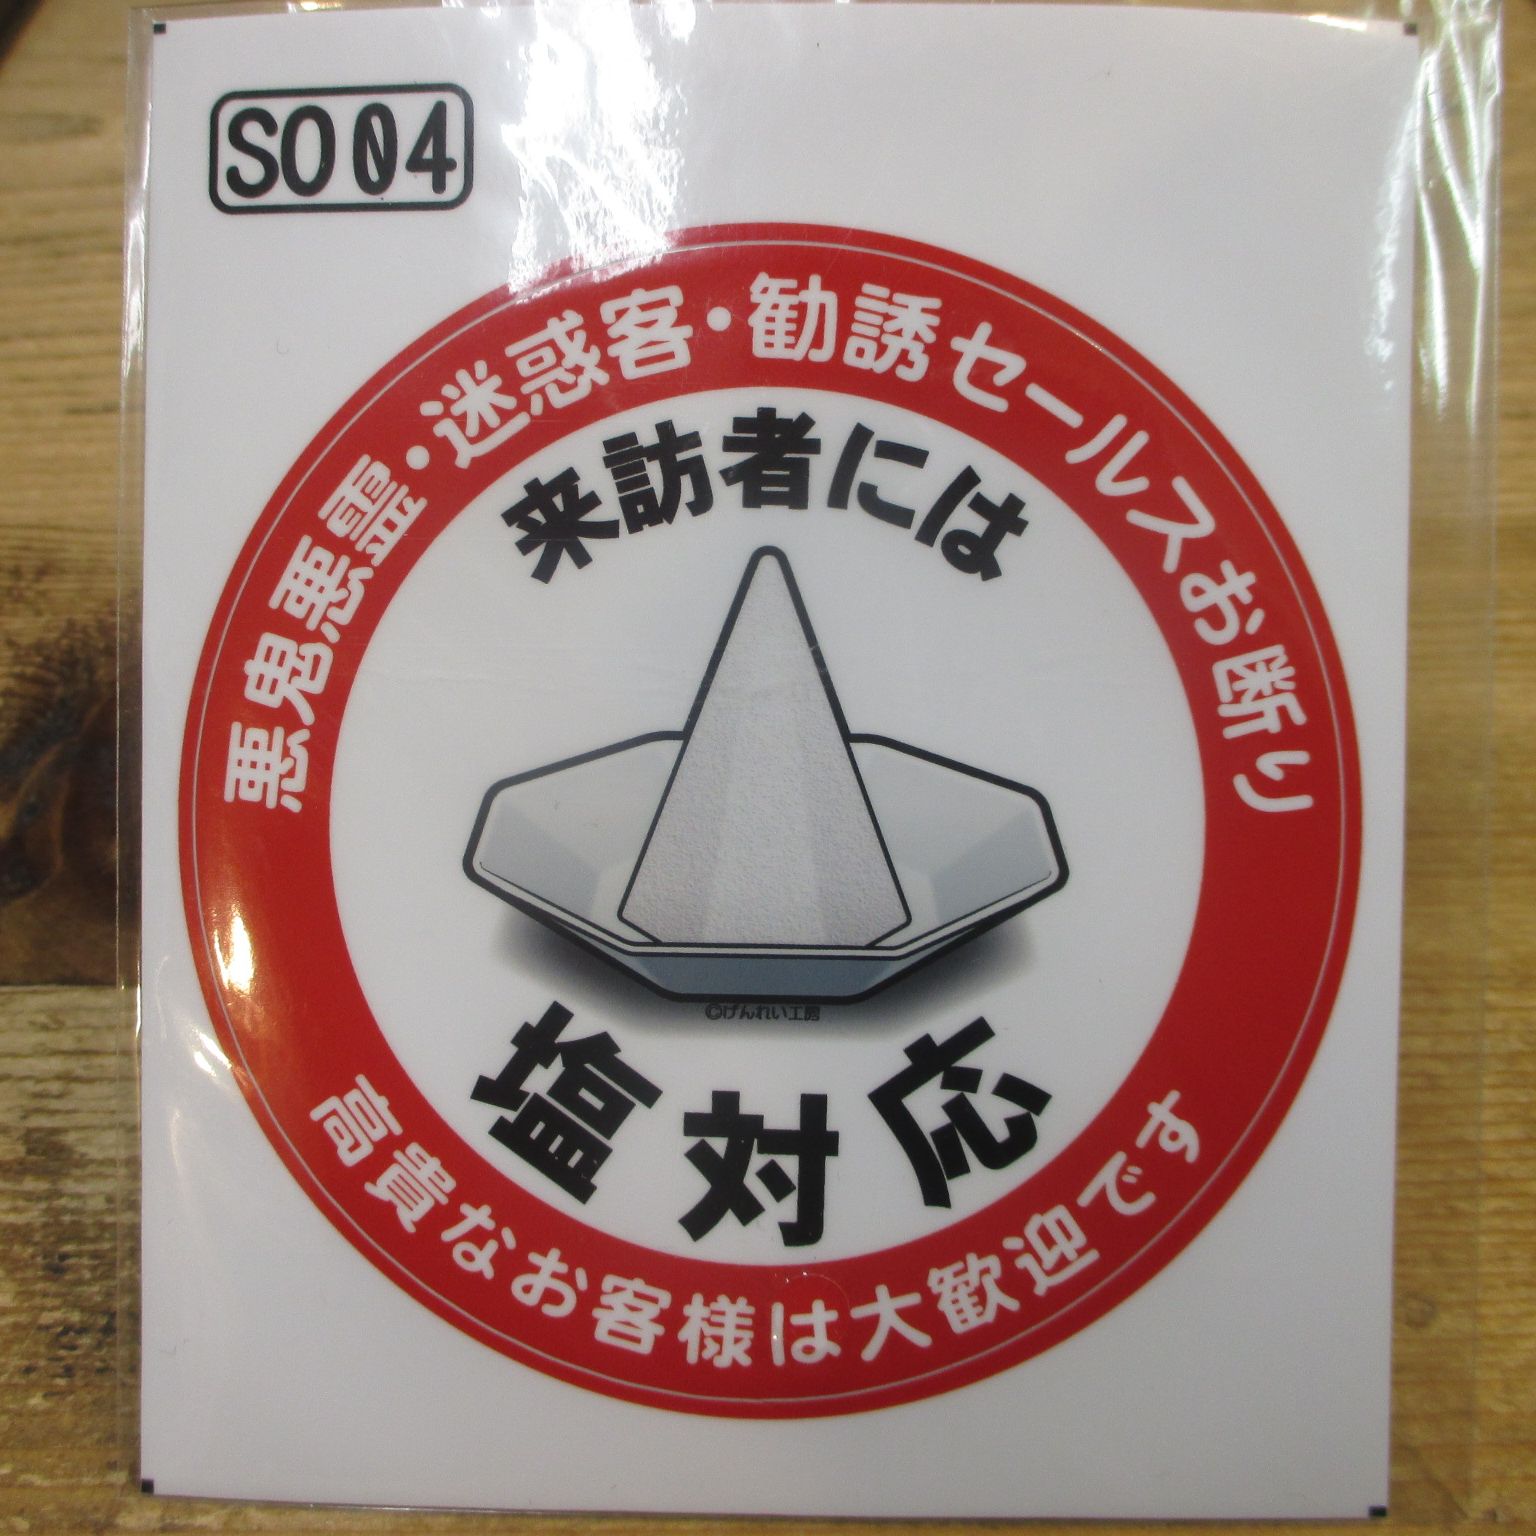 SO04
悪鬼悪霊・迷惑客・勧誘セールスお断り
来訪者には
©げんれい工房
塩対応
高貴なお客様は大歓迎です